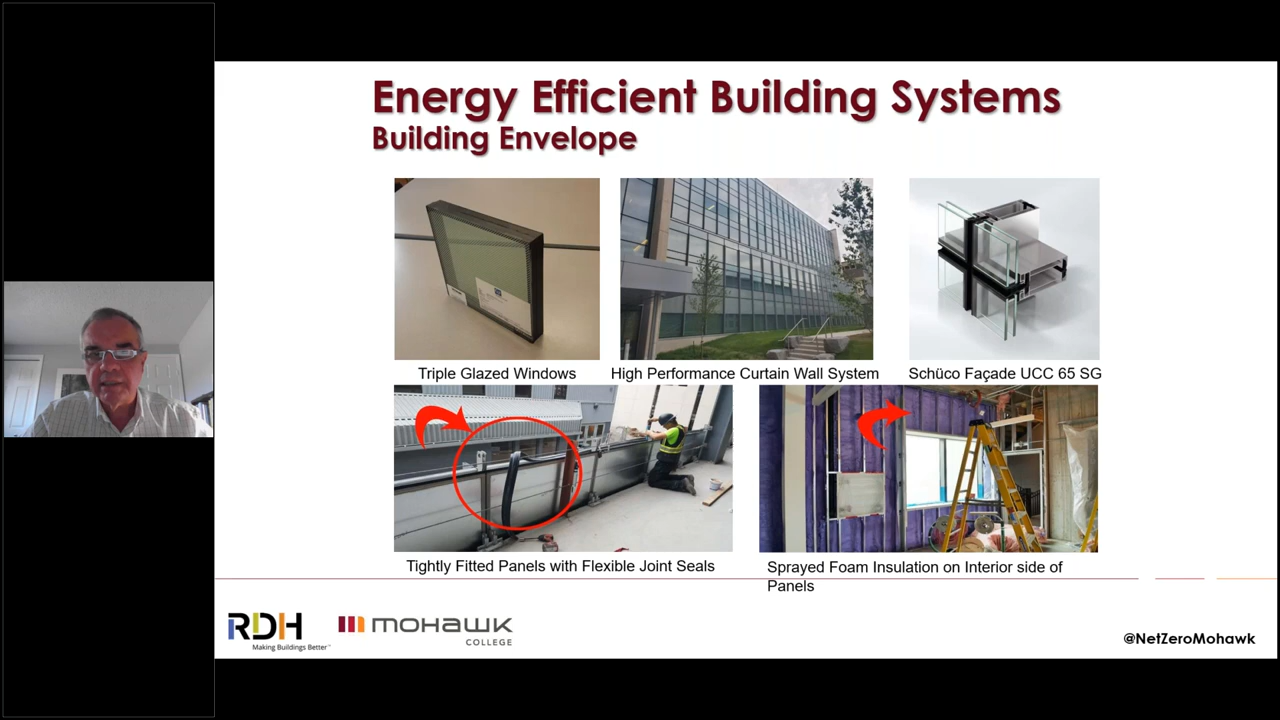 Energy Efficient Building Systems
Building Envelope
Triple Glazed Windows
High Performance Curtain Wall System
Schüco Façade UCC 65 SG
Tightly Fitted Panels with Flexible Joint Seals
Sprayed Foam Insulation on Interior side of
Panels
RDH
Making Buildings Better™
mohawk
COLLEGE
@NetZeroMohawk